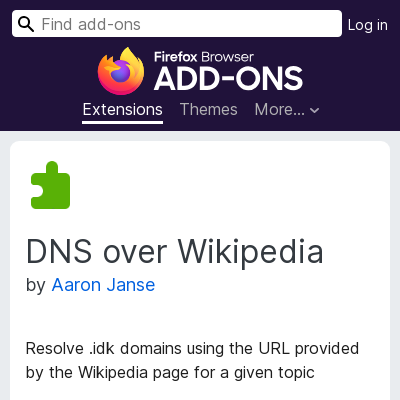 Find add-ons
Log in
Firefox Browser
ADD-ONS
Extensions Themes More...
DNS over Wikipedia
by Aaron Janse
Resolve .idk domains using the URL provided
by the Wikipedia page for a given topic